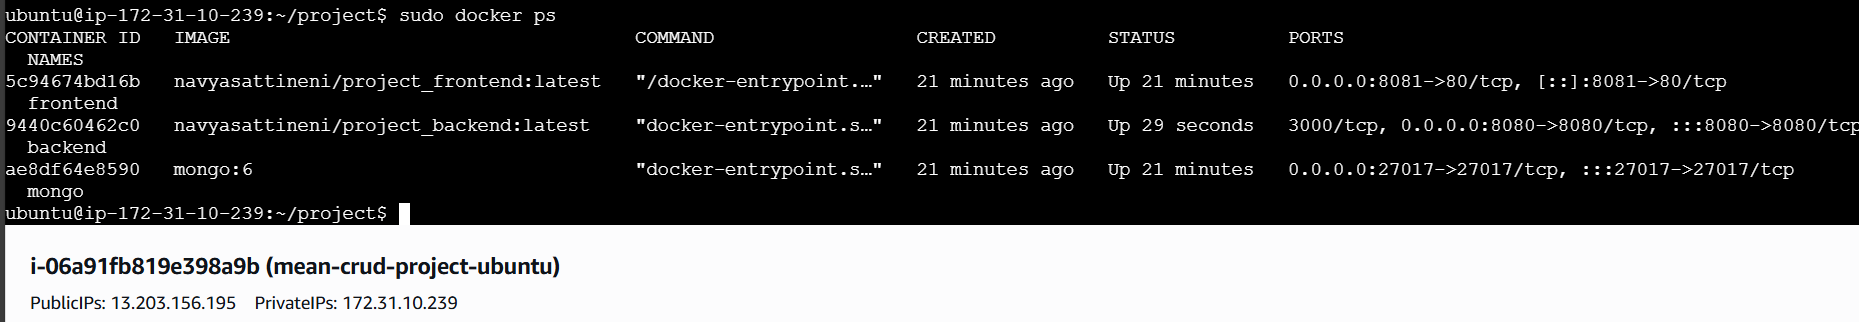 ubuntu@ip-172-31-10-239:~/project$ sudo docker ps
CONTAINER ID   IMAGE                                    COMMAND                  CREATED          STATUS          PORTS
  NAMES
5c94674bd16b   navyasattineni/project_frontend:latest   "/docker-entrypoint.…"   21 minutes ago   Up 21 minutes   0.0.0.0:8081->80/tcp, [::]:8081->80/tcp
  frontend
9440c60462c0   navyasattineni/project_backend:latest    "docker-entrypoint.s…"   21 minutes ago   Up 29 seconds   3000/tcp, 0.0.0.0:8080->8080/tcp, :::8080->8080/tcp
  backend
ae8df64e8590   mongo:6                                  "docker-entrypoint.s…"   21 minutes ago   Up 21 minutes   0.0.0.0:27017->27017/tcp, :::27017->27017/tcp
  mongo
ubuntu@ip-172-31-10-239:~/project$
i-06a91fb819e398a9b (mean-crud-project-ubuntu)
PublicIPs: 13.203.156.195    PrivateIPs: 172.31.10.239